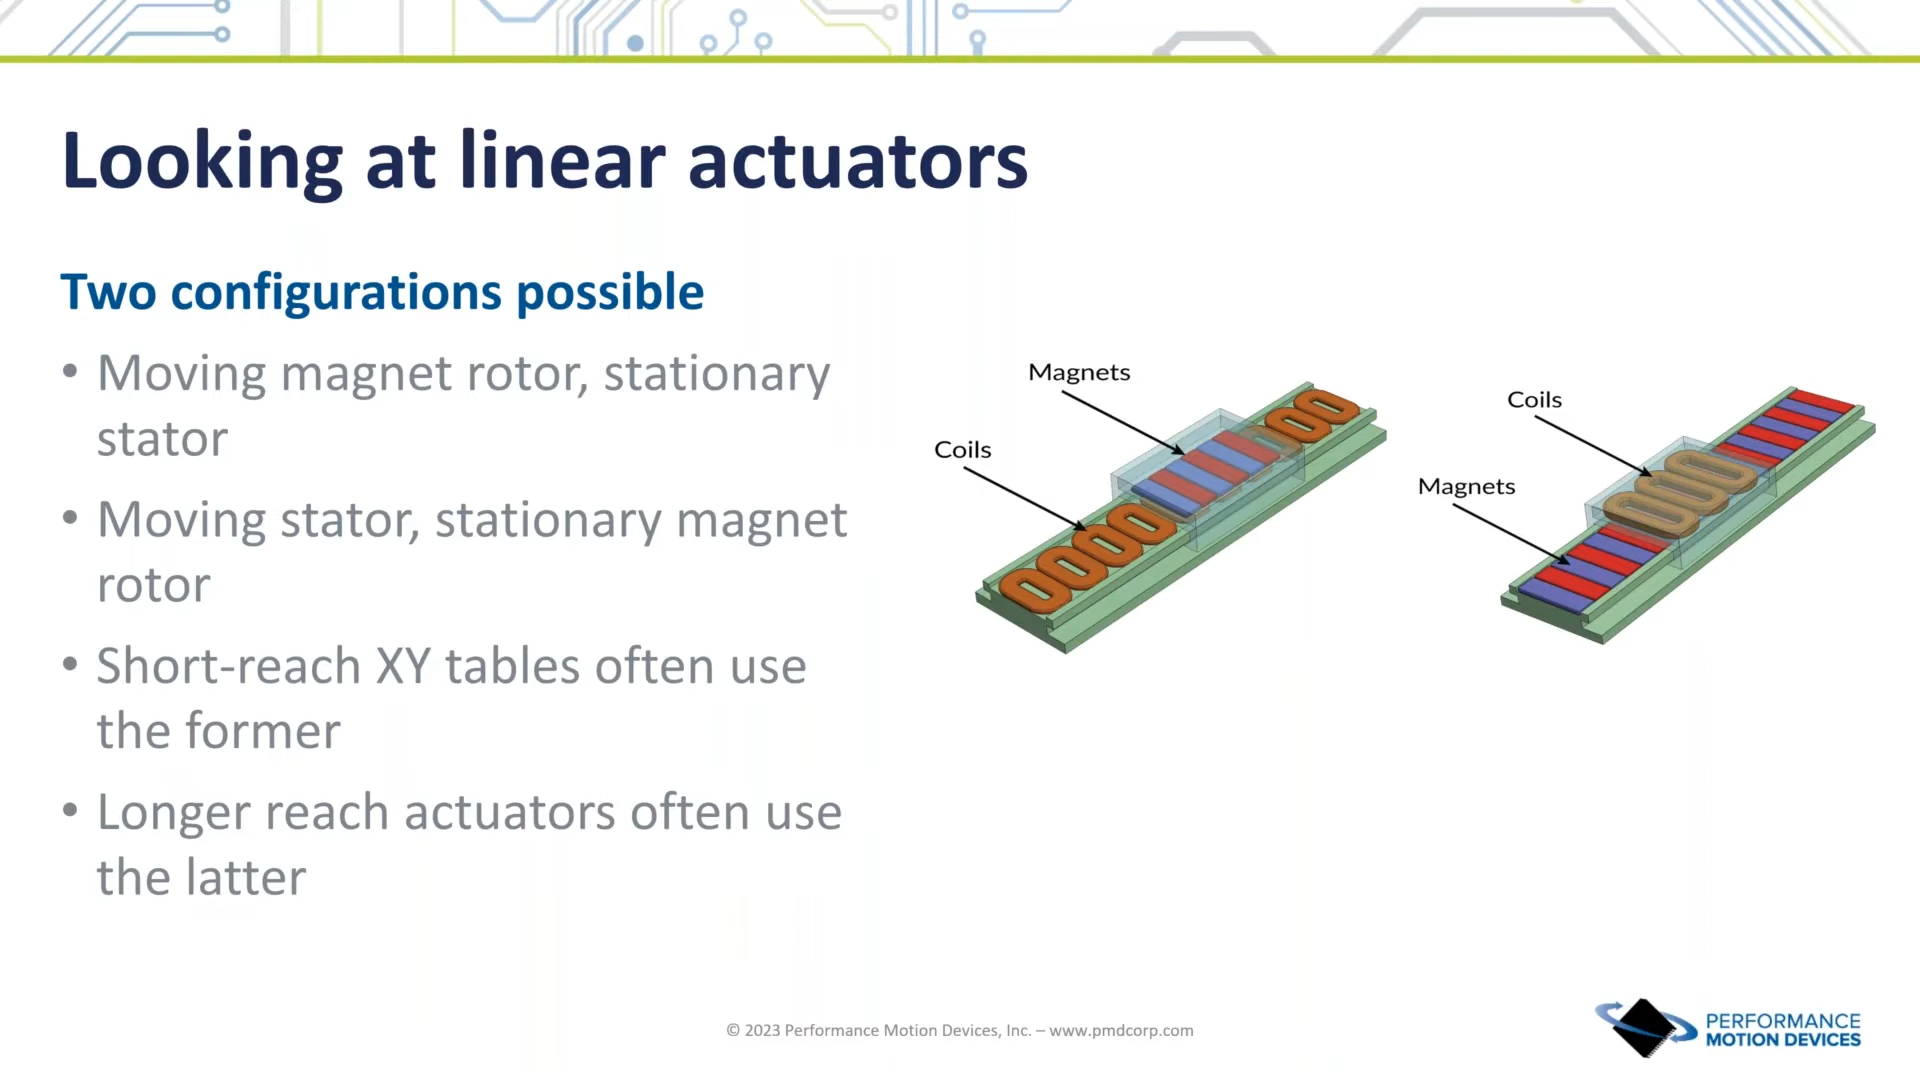 Looking at linear actuators
Two configurations possible
• Moving magnet rotor, stationary
stator
• Moving stator, stationary magnet
rotor
• Short-reach XY tables often use
the former
• Longer reach actuators often use
the latter
Magnets
Coils
Coils
Magnets
© 2023 Performance Motion Devices, Inc. – www.pmdcorp.com
PERFORMANCE
MOTION DEVICES